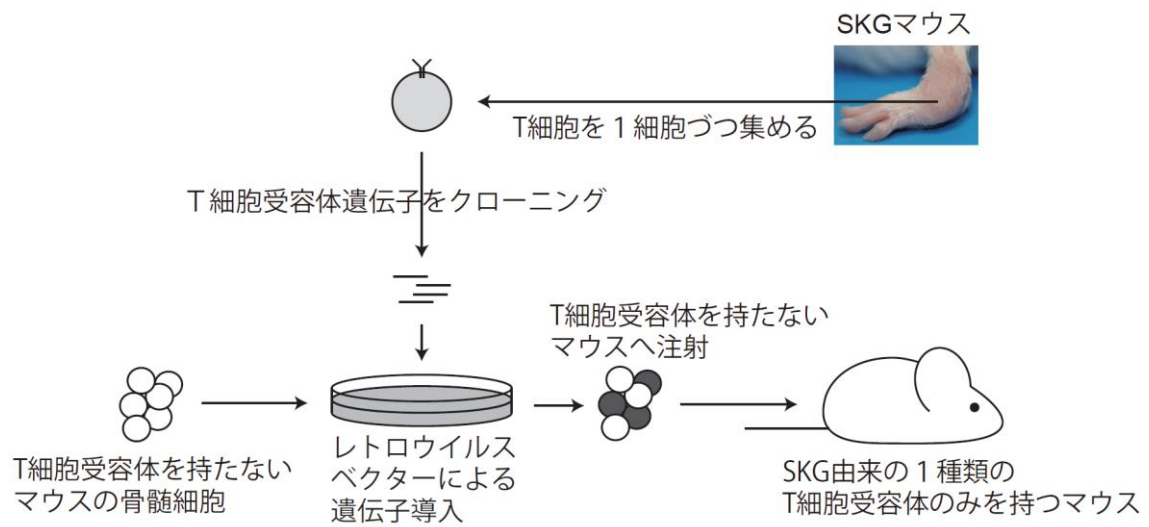 SKGマウス
T細胞を１細胞づつ集める
Ｔ細胞受容体遺伝子をクローニング
T細胞受容体を持たない
マウスへ注射
T細胞受容体を持たない
マウスの骨髄細胞
レトロウイルス
ベクターによる
遺伝子導入
SKG由来の１種類の
T細胞受容体のみを持つマウス